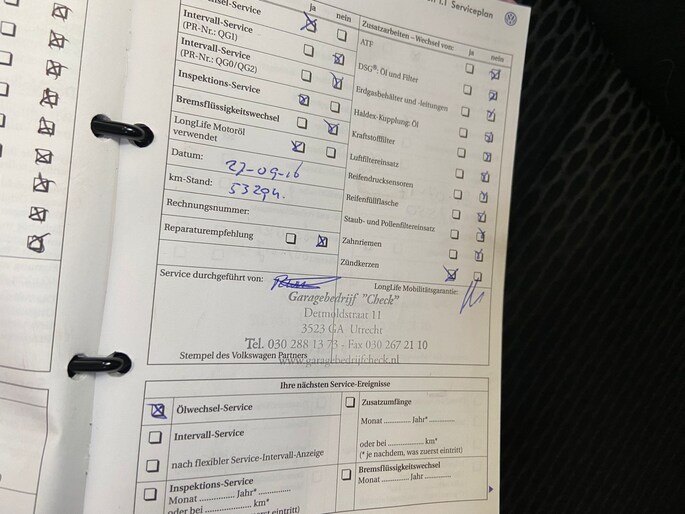 1.1 Serviceplan
ja nein
Intervall-Service
(PR-Nr.: QG1)
Intervall-Service
(PR-Nr.: QG0/QG2)
Inspektions-Service
Bremsflüssigkeitswechsel
LongLife Motoröl
verwendet
Datum: 27-09-16
km-Stand: 53294.
Rechnungsnummer:
Reparaturempfehlung
Zusatzarbeiten – Wechsel von: ja nein
ATF
DSG®: Öl und Filter
Erdgasbehälter und -leitungen
Haldex-Kupplung: Öl
Kraftstofffilter
Luftfiltereinsatz
Reifendrucksensoren
Reifenfüllflasche
Staub- und Pollenfiltereinsatz
Zahnriemen
Zündkerzen
Service durchgeführt von:
LongLife Mobilitätsgarantie:
Garagebedrijf "Check"
Detmoldstraat 11
3523 GA Utrecht
Tel. 030 288 13 73 - Fax 030 267 21 10
Stempel des Volkswagen Partners
www.garagebedrijfcheck.nl
Ihre nächsten Service-Ereignisse
Ölwechsel-Service
Intervall-Service
nach flexibler Service-Intervall-Anzeige
Inspektions-Service
Monat ............. Jahr* .............
oder bei ............. km*
Zusatzumfänge
Monat ............. Jahr* .............
oder bei ............. km*
(* je nachdem, was zuerst eintritt)
Bremsflüssigkeitswechsel
Monat ............. Jahr .............